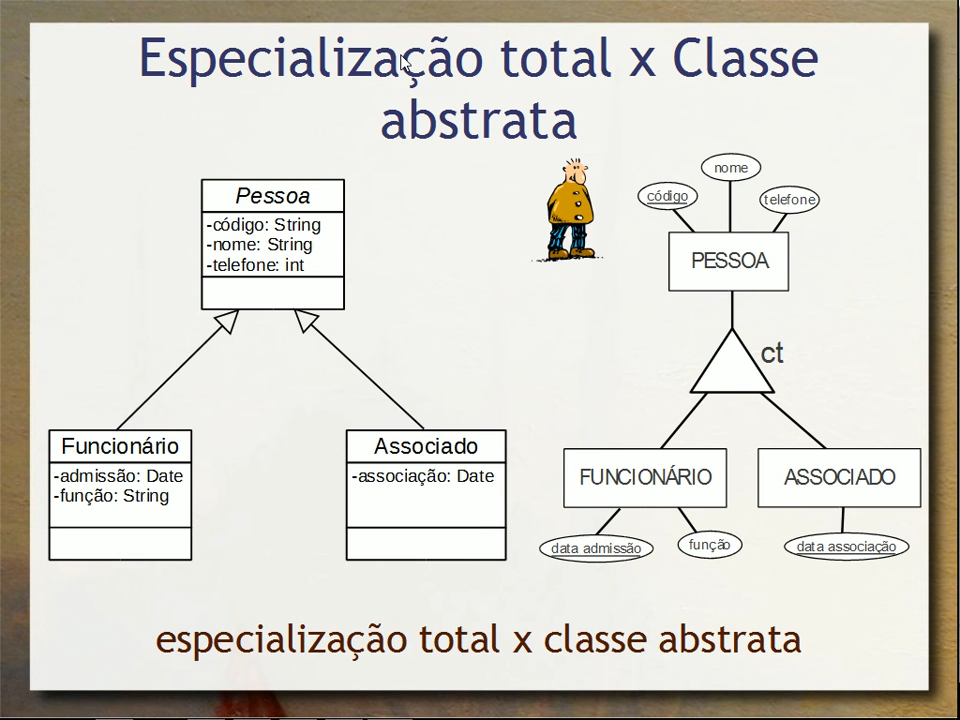 Especialização total x Classe
abstrata
Pessoa
-código: String
-nome: String
-telefone: int
Funcionário
-admissão: Date
-função: String
Associado
-associação: Date
nome
código
telefone
PESSOA
ct
FUNCIONÁRIO
ASSOCIADO
data admissão
função
data associação
especialização total x classe abstrata